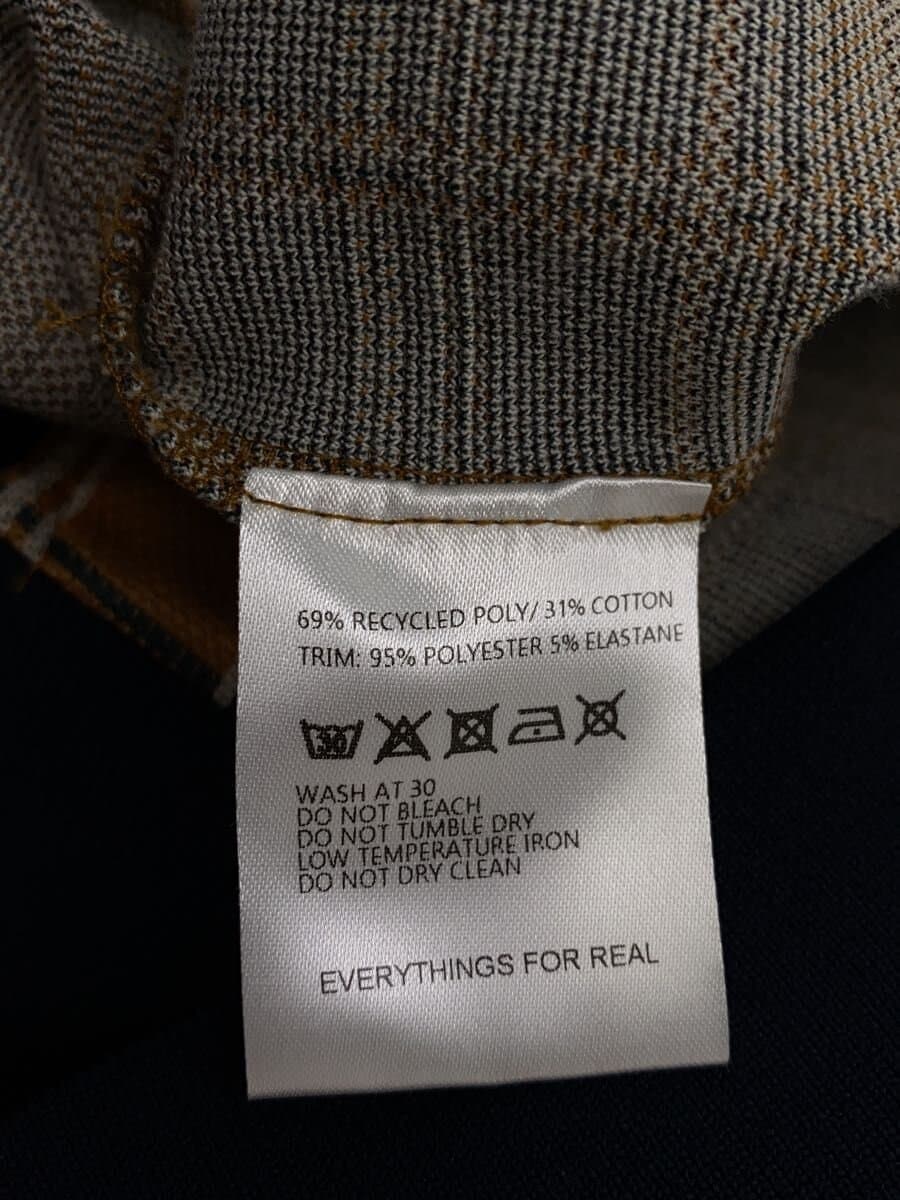 69% RECYCLED POLY/ 31% COTTON
TRIM: 95% POLYESTER 5% ELASTANE
30
WASH AT 30
DO NOT BLEACH
DO NOT TUMBLE DRY
LOW TEMPERATURE IRON
DO NOT DRY CLEAN
EVERYTHINGS FOR REAL